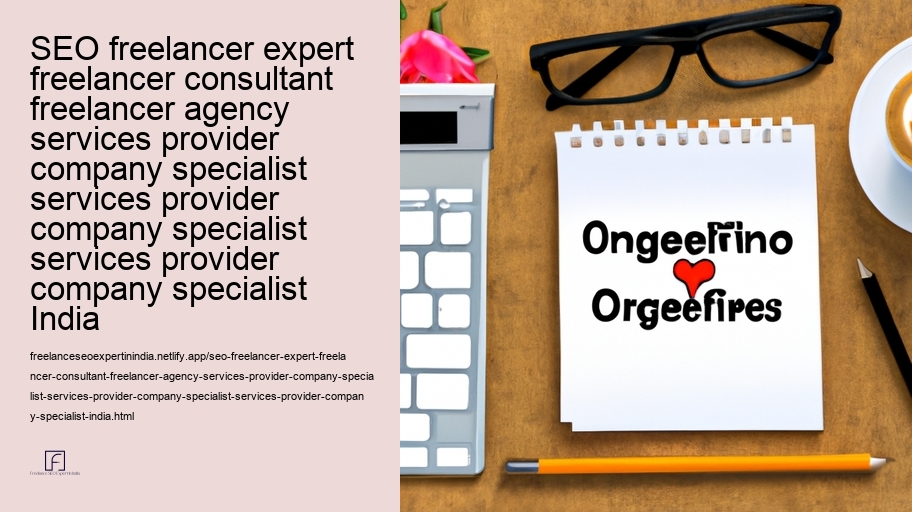 SEO freelancer expert
freelancer consultant
freelancer agency
services provider
company specialist
services provider
company specialist
services provider
company specialist
India
freelanceseoexpertinindia.netlify.app/seo-freelancer-expert-freela
ncer-consultant-freelancer-agency-services-provider-company-specia
list-services-provider-company-specialist-services-provider-compan
y-specialist-india.html